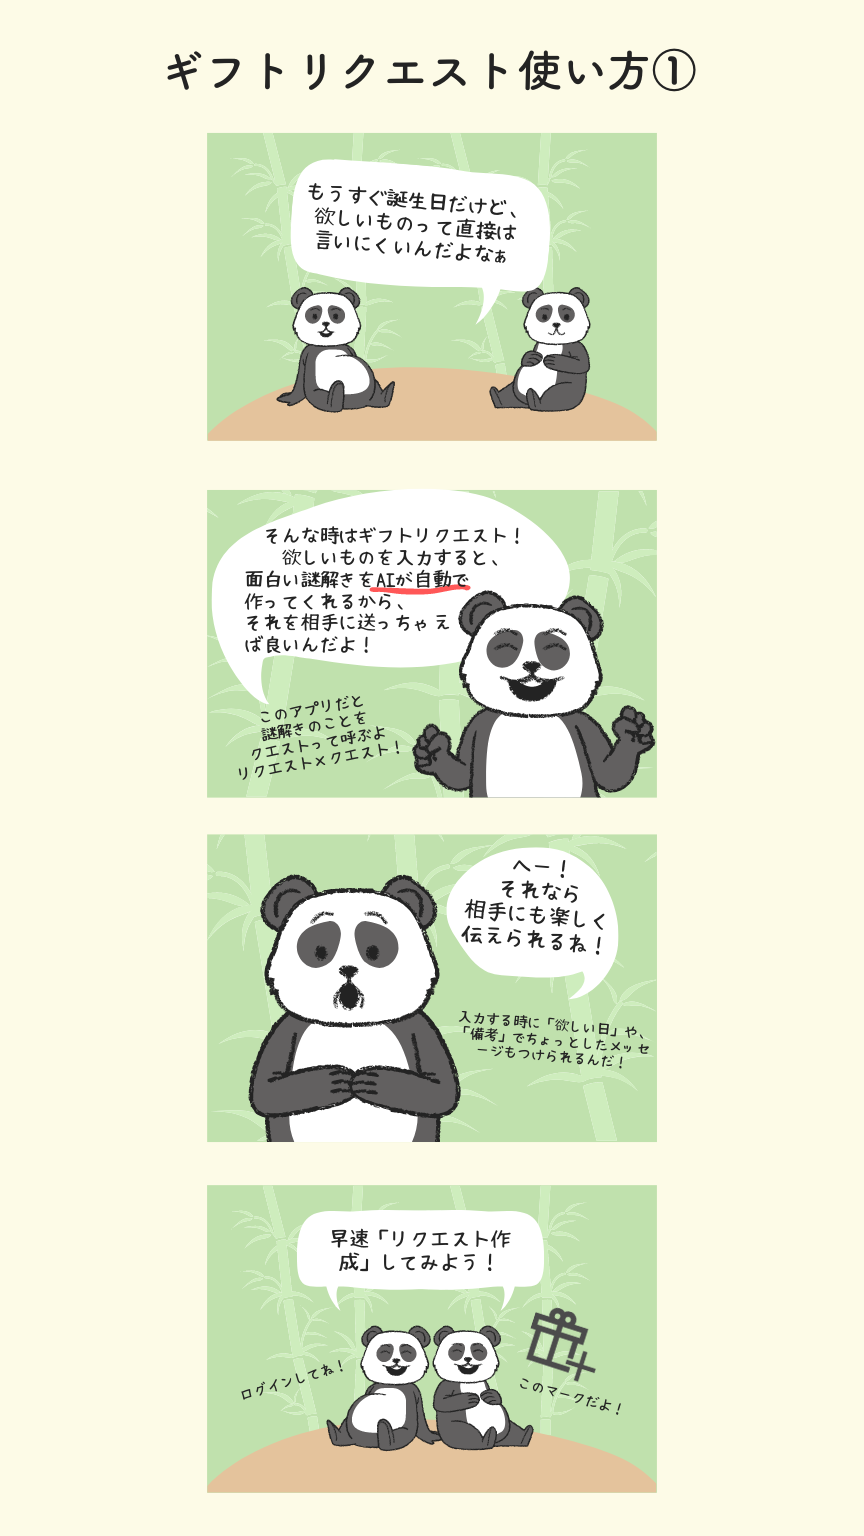 ギフトリクエスト使い方①
もうすぐ誕生日だけど、
欲しいものって直接は
言いにくいんだよなぁ
そんな時はギフトリクエスト！
欲しいものを入力すると、
面白い謎解きをAIが自動で
作ってくれるから、
それを相手に送っちゃえ
ば良いんだよ！
このアプリだと
謎解きのことを
クエストって呼ぶよ
リクエスト×クエスト！
へー！
それなら
相手にも楽しく
伝えられるね！
入力する時に「欲しい日」や、
「備考」でちょっとしたメッセ
ージもつけられるんだ！
早速「リクエスト作
成」してみよう！
ログインしてね！
このマークだよ！